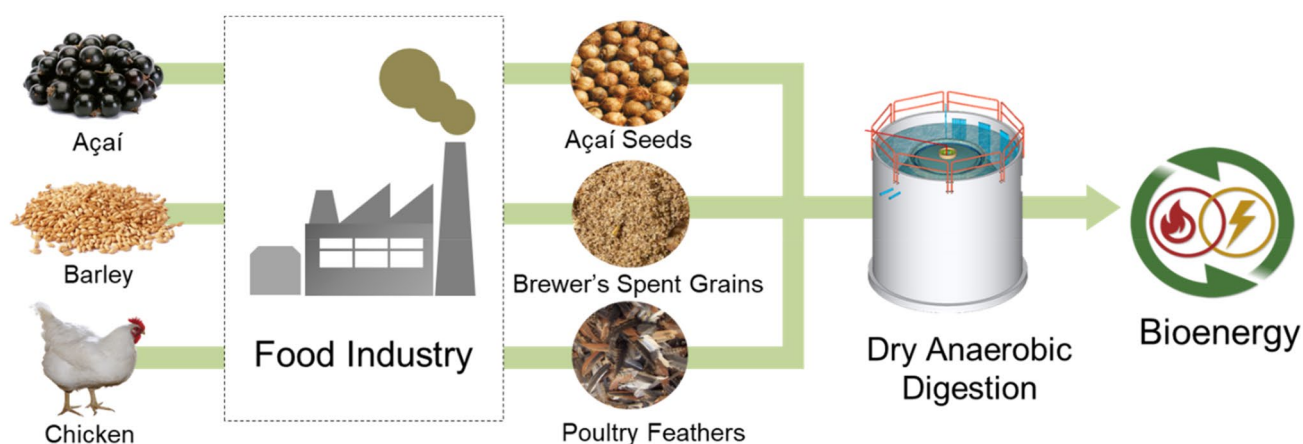 Açaí
Barley
Chicken
Food Industry
Açaí Seeds
Brewer's Spent Grains
Poultry Feathers
Dry Anaerobic
Digestion
Bioenergy